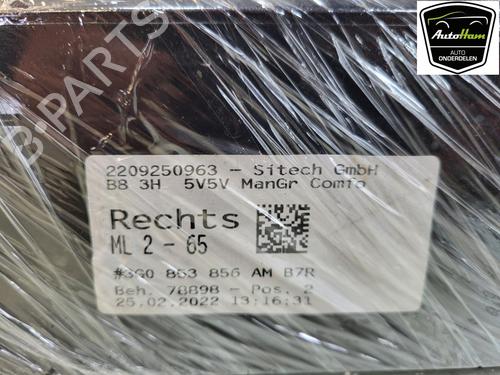 AutoHam
AUTO
ONDERDELEN
B-PARTS
2209250963 - Sitech GmbH
B8 3H 5V5V ManGr Comfo
Rechts
ML 2 - 65
#3G0 853 856 AM B7R
Beh. 78898 - Pos. 2
25.02.2022 13:16:31